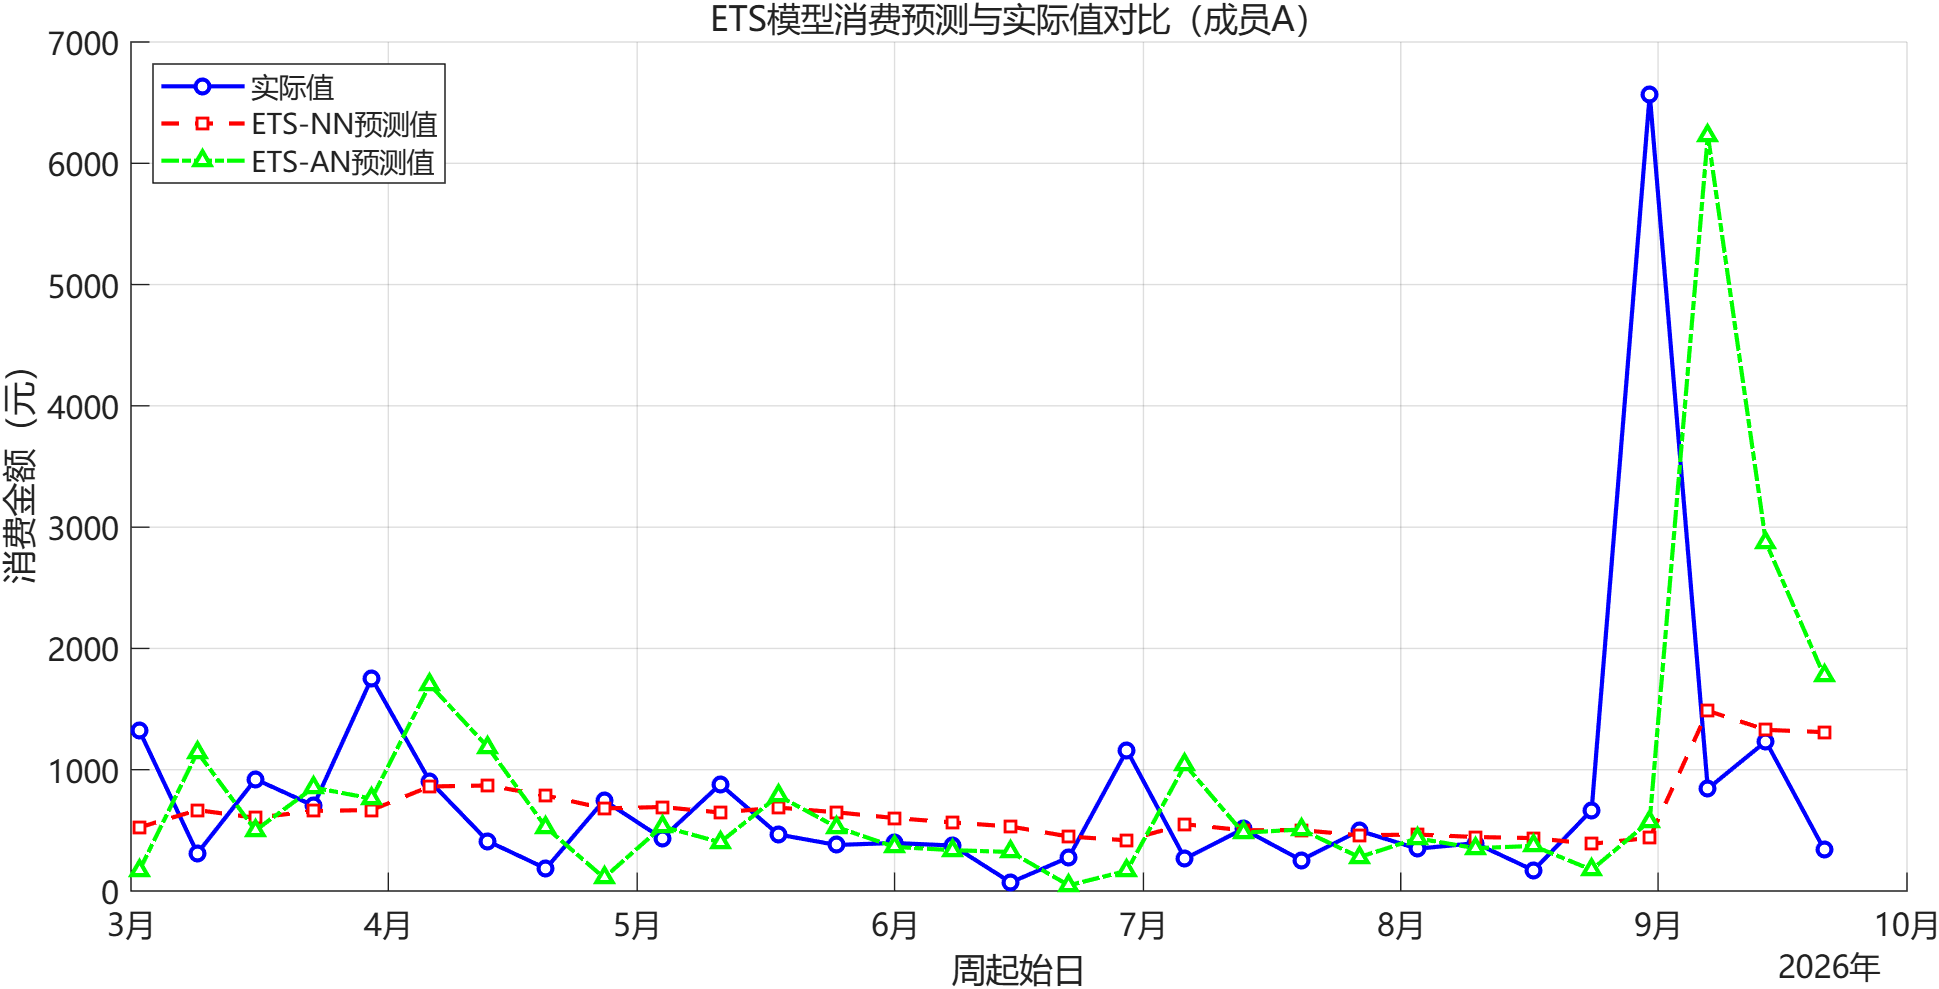 ETS模型消费预测与实际值对比（成员A）
7000
6000
5000
4000
3000
2000
1000
0
消费金额（元）
实际值
ETS-NN预测值
ETS-AN预测值
3月 4月 5月 6月 7月 8月 9月 10月
周起始日
2026年